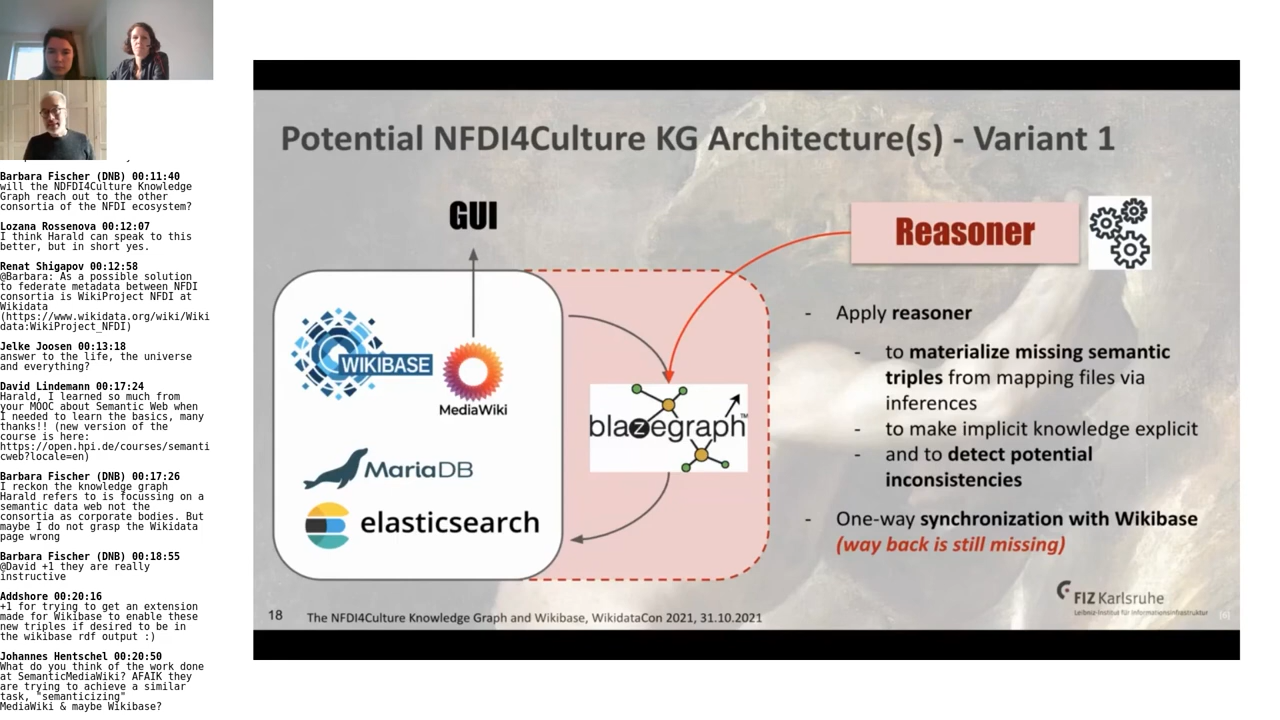 Barbara Fischer (DNB) 00:11:40
will the NDFDI4Culture Knowledge
Graph reach out to the other
consortia of the NFDI ecosystem?
Lozana Rossenova 00:12:07
I think Harald can speak to this
better, but in short yes.
Renat Shigapov 00:12:58
@Barbara: As a possible solution
to federate metadata between NFDI
consortia is WikiProject NFDI at
Wikidata
(https://www.wikidata.org/wiki/Wiki
data:WikiProject_NFDI)
Jelke Joosen 00:13:18
answer to the life, the universe
and everything?
David Lindemann 00:17:24
Harald, I learned so much from
your MOOC about Semantic Web when
I needed to learn the basics, many
thanks!! (new version of the
course is here:
https://open.hpi.de/courses/semanti
cweb?locale=en)
Barbara Fischer (DNB) 00:17:26
I reckon the knowledge graph
Harald refers to is focussing on a
semantic data web not the
consortia as corporate bodies. But
maybe I do not grasp the Wikidata
page wrong
Barbara Fischer (DNB) 00:18:55
@David +1 they are really
instructive
Addshore 00:20:16
+1 for trying to get an extension
made for Wikibase to enable these
new triples if desired to be in
the wikibase rdf output :)
Johannes Hentschel 00:20:50
What do you think of the work done
at SemanticMediaWiki? AFAIK they
are trying to achieve a similar
task, "semanticizing"
MediaWiki & maybe Wikibase?
Potential NFDI4Culture KG Architecture(s) - Variant 1
GUI
WIKIBASE
MediaWiki
MariaDB
elasticsearch
blazegraph™
Reasoner
- Apply reasoner
- to materialize missing semantic
triples from mapping files via
inferences
- to make implicit knowledge explicit
- and to detect potential
inconsistencies
- One-way synchronization with Wikibase
(way back is still missing)
FIZ Karlsruhe
Leibniz-Institut für Informationsinfrastruktur
[6]
18 The NFDI4Culture Knowledge Graph and Wikibase, WikidataCon 2021, 31.10.2021